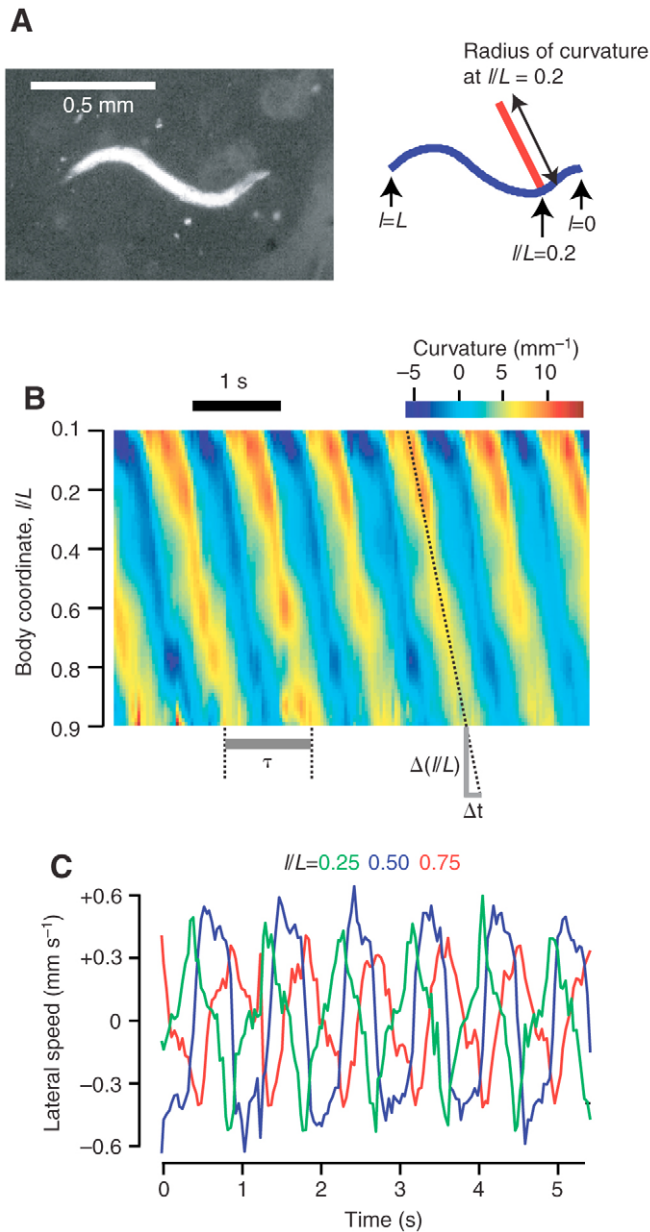 A
0.5 mm
Radius of curvature
at l/L = 0.2
l=L
l/L=0.2
l=0
B
1 s
Curvature (mm⁻¹)
−5 0 5 10
Body coordinate, l/L
0.1
0.2
0.4
0.6
0.8
0.9
τ
Δ(l/L)
Δt
C
l/L=0.25 0.50 0.75
Lateral speed (mm s⁻¹)
+0.6
+0.3
0
−0.3
−0.6
0 1 2 3 4 5
Time (s)